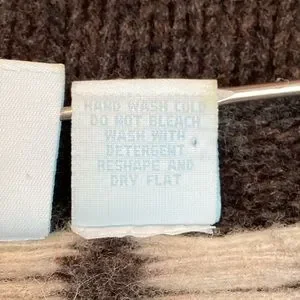 HAND WASH COLD
DO NOT BLEACH
WASH WITH
DETERGENT
RESHAPE AND
DRY FLAT